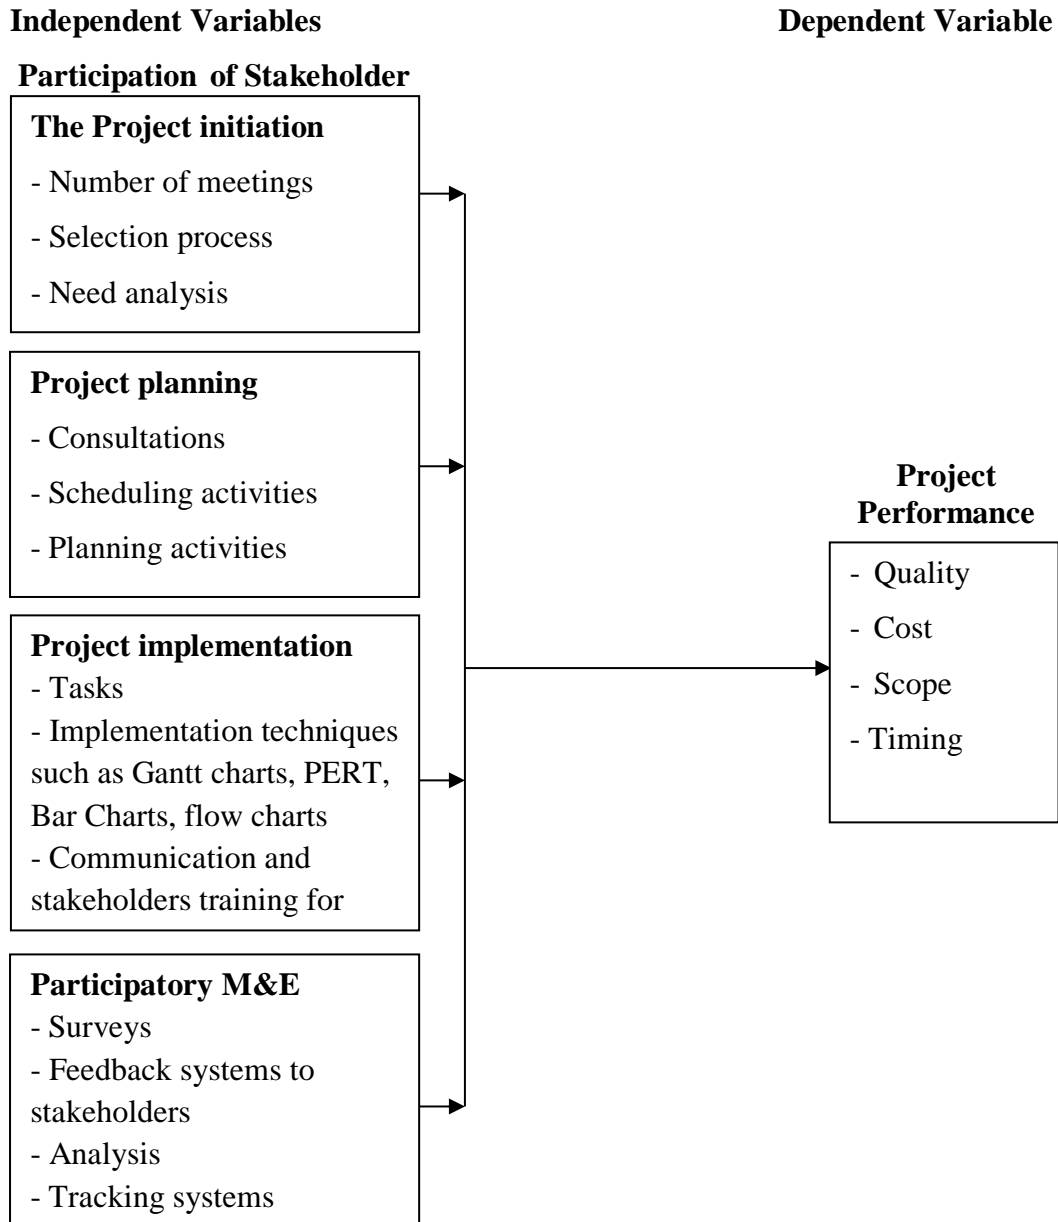 Independent Variables
Dependent Variable
Participation of Stakeholder
The Project initiation
- Number of meetings
- Selection process
- Need analysis
Project planning
- Consultations
- Scheduling activities
- Planning activities
Project implementation
- Tasks
- Implementation techniques
such as Gantt charts, PERT,
Bar Charts, flow charts
- Communication and
stakeholders training for
Participatory M&E
- Surveys
- Feedback systems to
stakeholders
- Analysis
- Tracking systems
Project
Performance
- Quality
- Cost
- Scope
- Timing